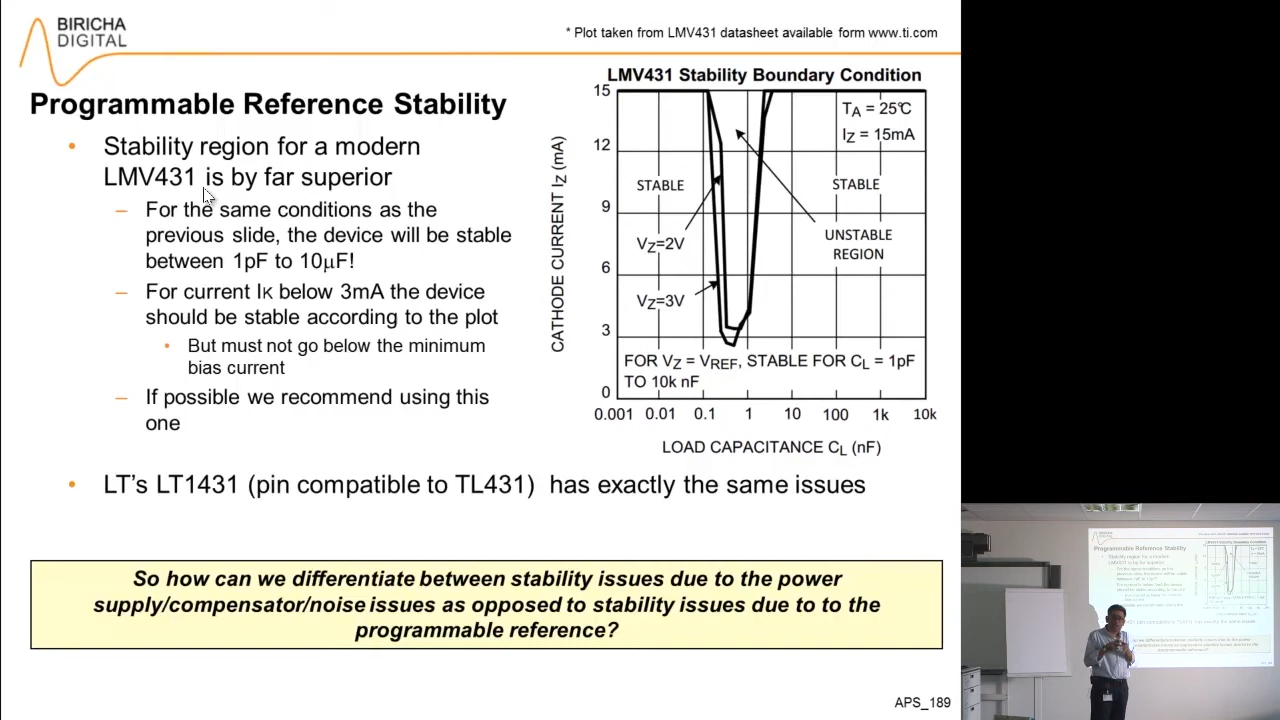 BIRICHA
DIGITAL
* Plot taken from LMV431 datasheet available form www.ti.com
Programmable Reference Stability
• Stability region for a modern
LMV431 is by far superior
– For the same conditions as the
previous slide, the device will be stable
between 1pF to 10μF!
– For current IK below 3mA the device
should be stable according to the plot
• But must not go below the minimum
bias current
– If possible we recommend using this
one
LMV431 Stability Boundary Condition
CATHODE CURRENT IZ (mA)
15
12
9
6
3
0
TA = 25℃
IZ = 15mA
STABLE
STABLE
UNSTABLE
REGION
VZ=2V
VZ=3V
FOR VZ = VREF, STABLE FOR CL = 1pF
TO 10k nF
0.001 0.01 0.1 1 10 100 1k 10k
LOAD CAPACITANCE CL (nF)
• LT's LT1431 (pin compatible to TL431) has exactly the same issues
So how can we differentiate between stability issues due to the power
supply/compensator/noise issues as opposed to stability issues due to to the
programmable reference?
APS_189
Programmable Reference Stability